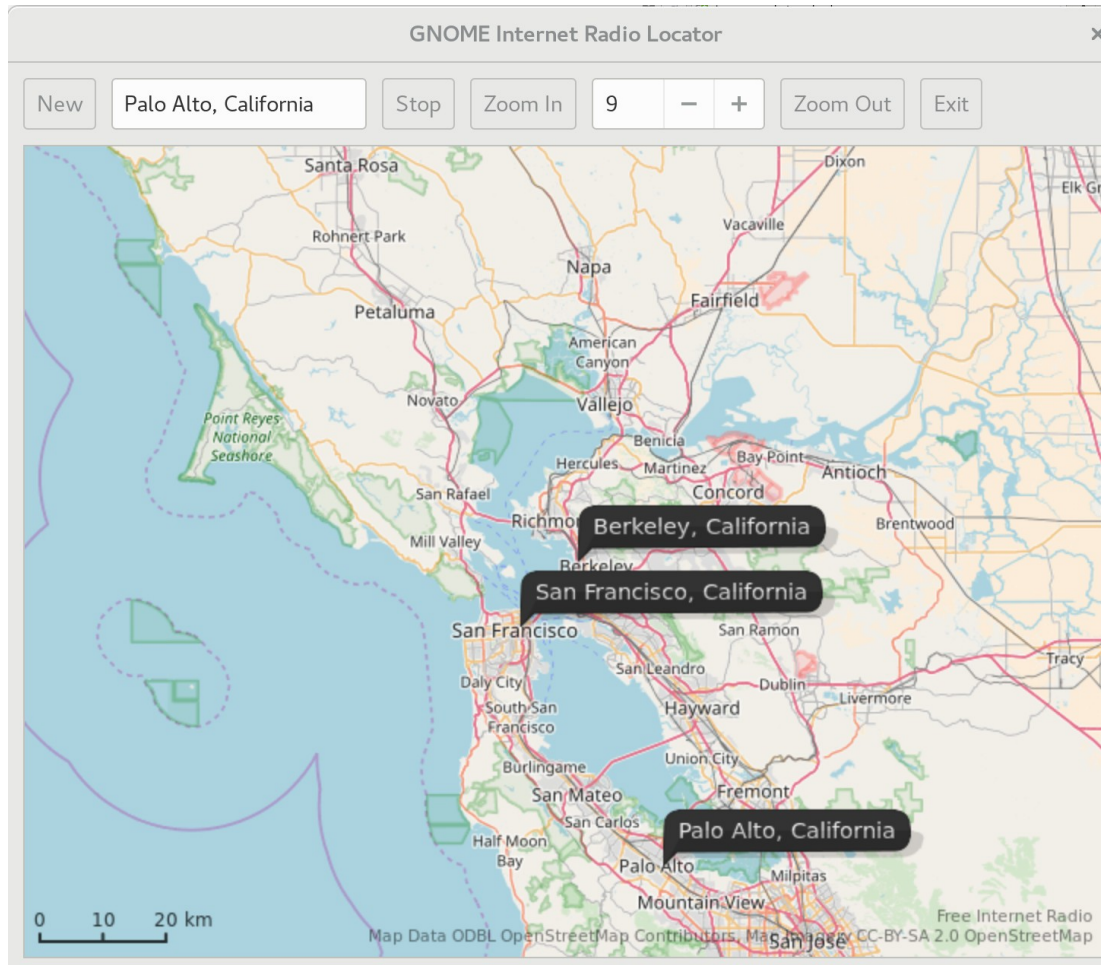 GNOME Internet Radio Locator
×
New
Palo Alto, California
Stop
Zoom In
9
−
+
Zoom Out
Exit
Santa Rosa
Dixon
Elk Gr
Vacaville
Rohnert Park
Napa
Fairfield
Petaluma
American
Canyon
Novato
Vallejo
Point Reyes
National
Seashore
Benicia
Bay Point
Hercules
Martinez
Antioch
San Rafael
Concord
Richmo
Berkeley, California
Brentwood
Mill Valley
Berkeley
San Francisco, California
San Francisco
San Ramon
Tracy
San Leandro
Daly City
Dublin
Livermore
South San
Francisco
Hayward
Union City
Burlingame
San Mateo
Fremont
San Carlos
Palo Alto, California
Half Moon
Bay
Palo Alto
Milpitas
Mountain View
Free Internet Radio
0 10 20 km
Map Data ODBL OpenStreetMap Contributors, Map Imagery CC-BY-SA 2.0 OpenStreetMap
San Jose